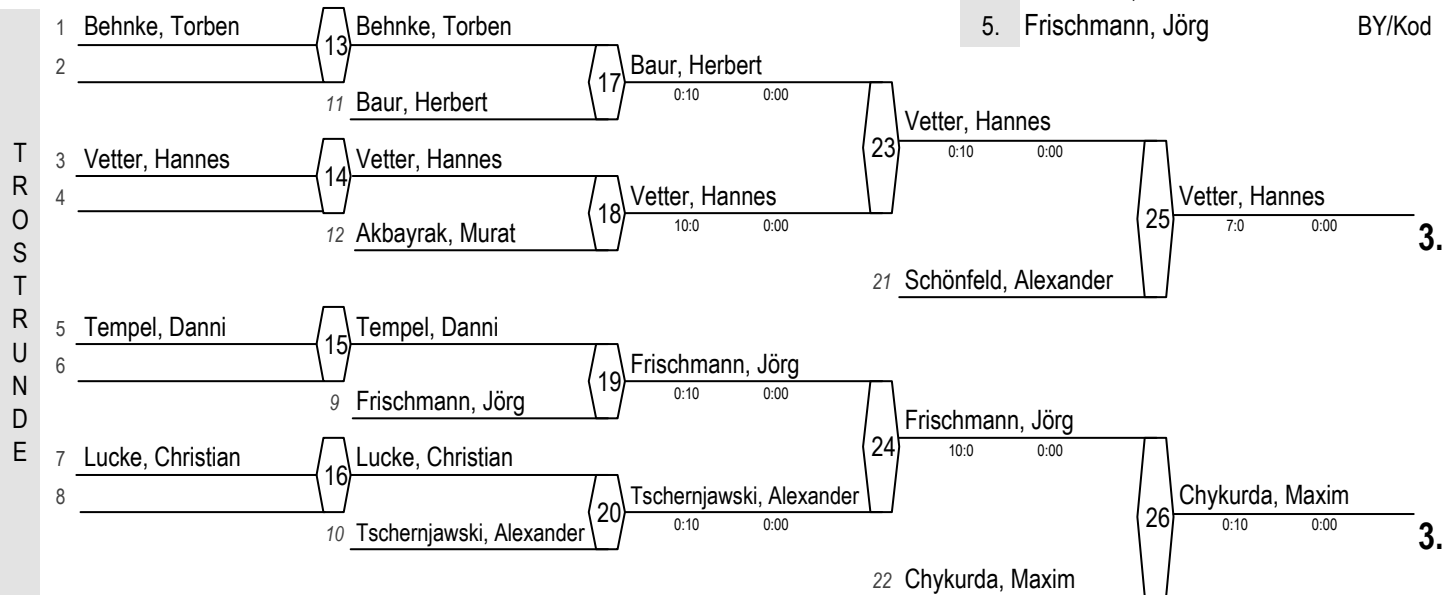 5. Frischmann, Jörg BY/Kod
TROSTRUNDE
1 Behnke, Torben 13 Behnke, Torben
2
17 Baur, Herbert
0:10 0:00
11 Baur, Herbert
23 Vetter, Hannes
0:10 0:00
3 Vetter, Hannes 14 Vetter, Hannes
4
18 Vetter, Hannes
10:0 0:00
12 Akbayrak, Murat
25 Vetter, Hannes
7:0 0:00
3.
21 Schönfeld, Alexander
5 Tempel, Danni 15 Tempel, Danni
6
19 Frischmann, Jörg
0:10 0:00
9 Frischmann, Jörg
24 Frischmann, Jörg
10:0 0:00
7 Lucke, Christian 16 Lucke, Christian
8
20 Tschernjawski, Alexander
0:10 0:00
10 Tschernjawski, Alexander
26 Chykurda, Maxim
0:10 0:00
3.
22 Chykurda, Maxim